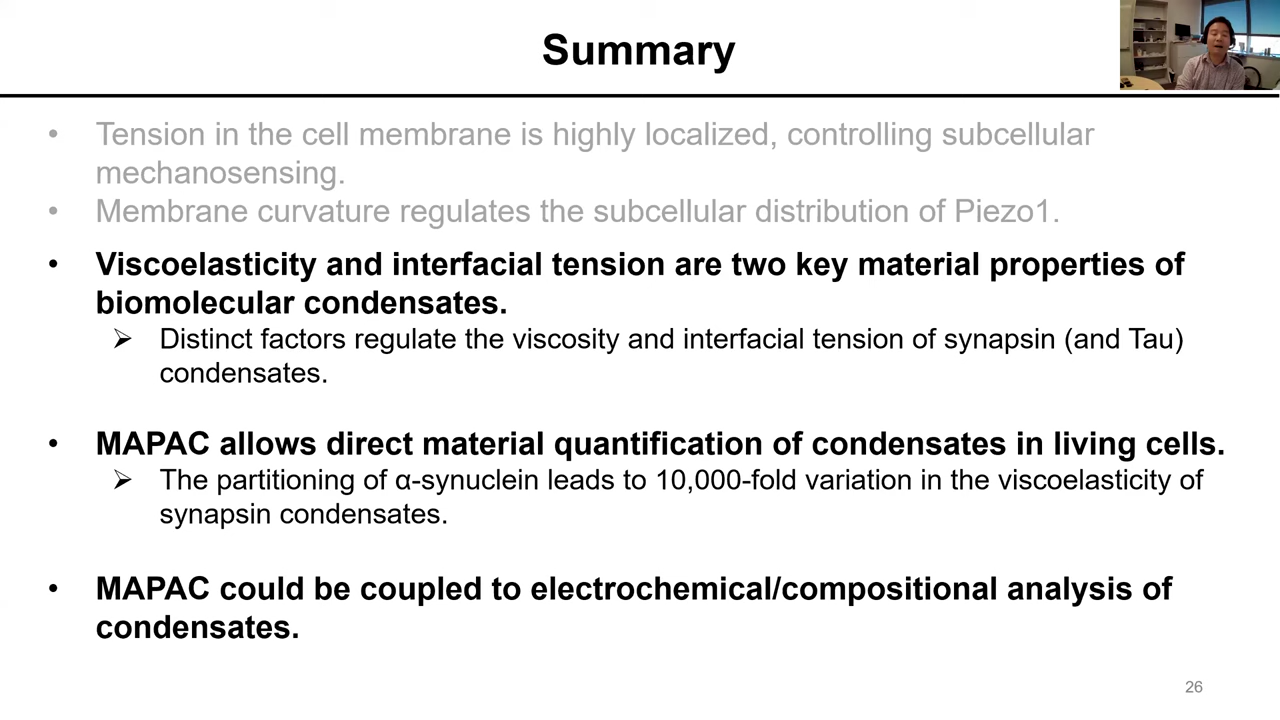 Summary
• Tension in the cell membrane is highly localized, controlling subcellular
mechanosensing.
• Membrane curvature regulates the subcellular distribution of Piezo1.
• Viscoelasticity and interfacial tension are two key material properties of
biomolecular condensates.
➢ Distinct factors regulate the viscosity and interfacial tension of synapsin (and Tau)
condensates.
• MAPAC allows direct material quantification of condensates in living cells.
➢ The partitioning of α-synuclein leads to 10,000-fold variation in the viscoelasticity of
synapsin condensates.
• MAPAC could be coupled to electrochemical/compositional analysis of
condensates.
26